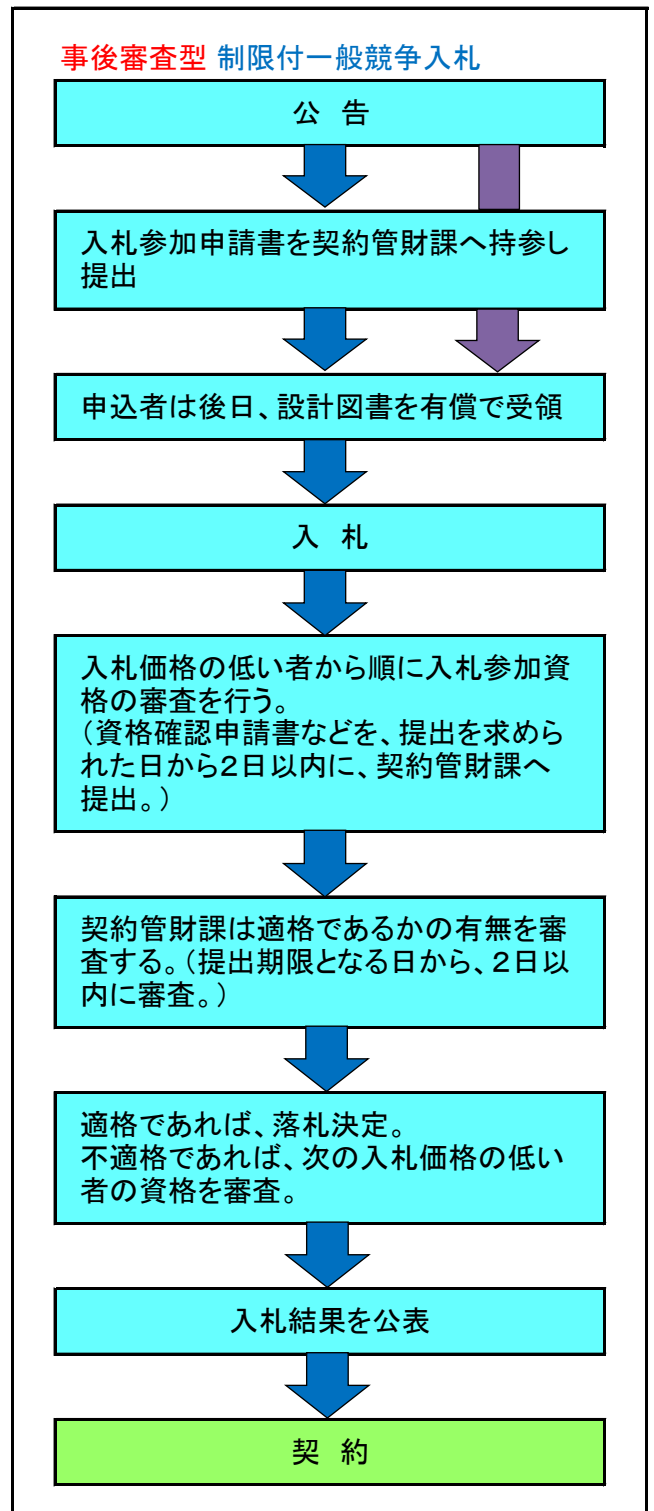 事後審査型 制限付一般競争入札
公 告
入札参加申請書を契約管財課へ持参し
提出
申込者は後日、設計図書を有償で受領
入 札
入札価格の低い者から順に入札参加資
格の審査を行う。
（資格確認申請書などを、提出を求めら
れた日から２日以内に、契約管財課へ
提出。）
契約管財課は適格であるかの有無を審
査する。（提出期限となる日から、２日以
内に審査。）
適格であれば、落札決定。
不適格であれば、次の入札価格の低い
者の資格を審査。
入札結果を公表
契 約